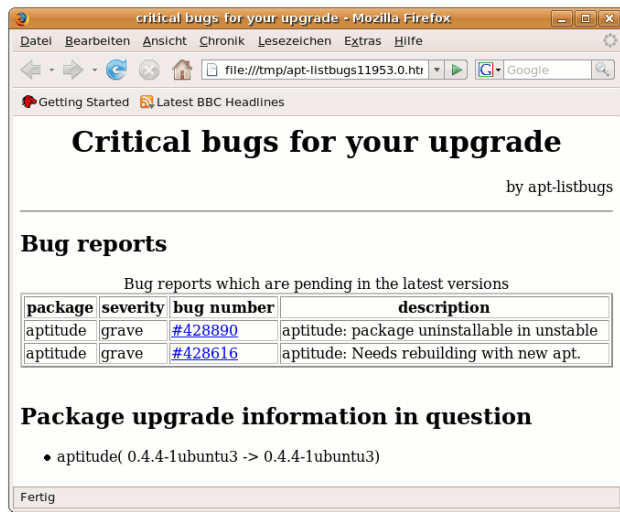 critical bugs for your upgrade - Mozilla Firefox
Datei Bearbeiten Ansicht Chronik Lesezeichen Extras Hilfe
file:///tmp/apt-listbugs11953.0.htm G Google
Getting Started Latest BBC Headlines
Critical bugs for your upgrade
by apt-listbugs
Bug reports
Bug reports which are pending in the latest versions
package severity bug number description
aptitude grave #428890 aptitude: package uninstallable in unstable
aptitude grave #428616 aptitude: Needs rebuilding with new apt.
Package upgrade information in question
aptitude( 0.4.4-1ubuntu3 -> 0.4.4-1ubuntu3)
Fertig